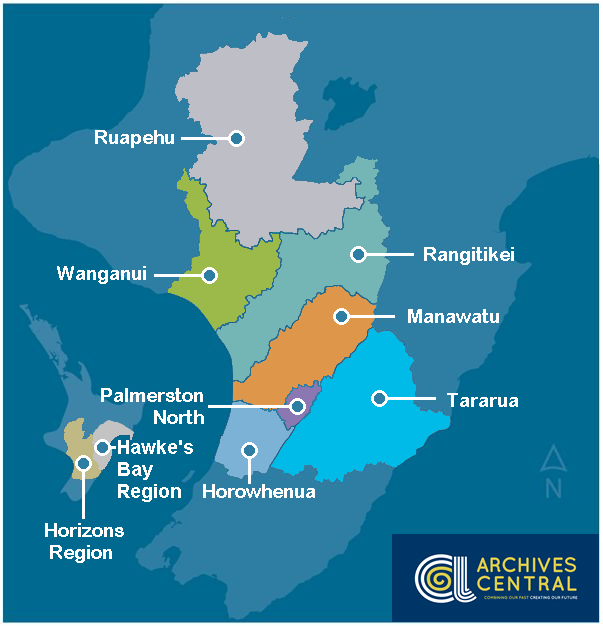 Ruapehu
Rangitikei
Wanganui
Manawatu
Palmerston
North
Tararua
Hawke's
Bay
Region
Horowhenua
Horizons
Region
N
ARCHIVES
CENTRAL
COMBINING OUR PAST CREATING OUR FUTURE